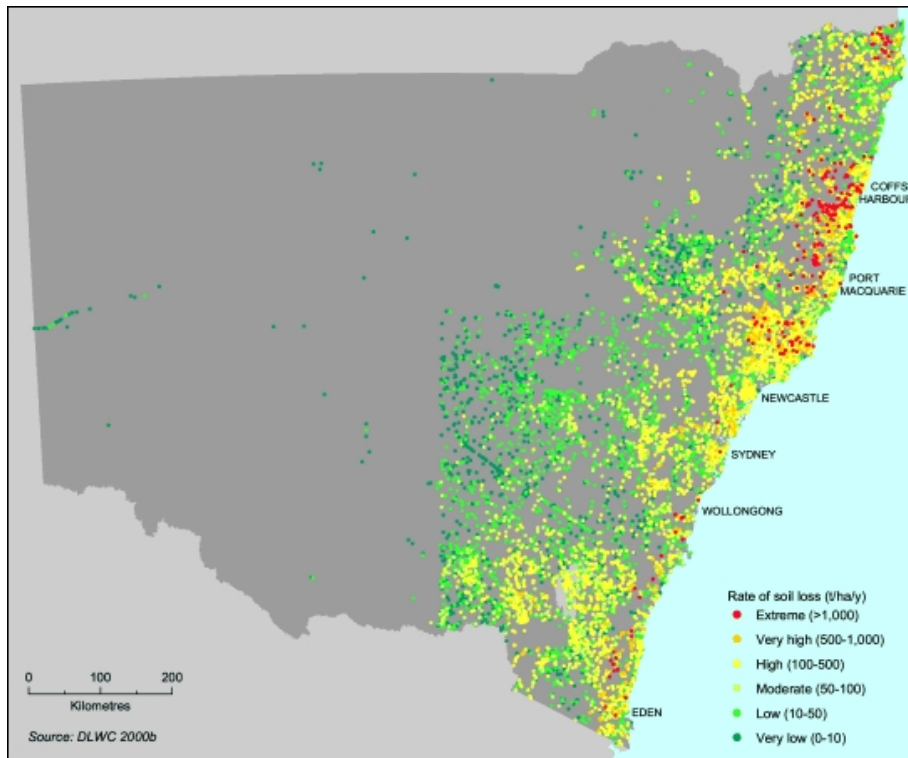 COFFS
HARBOUR
PORT
MACQUARIE
NEWCASTLE
SYDNEY
WOLLONGONG
EDEN
Rate of soil loss (t/ha/y)
Extreme (>1,000)
Very high (500-1,000)
High (100-500)
Moderate (50-100)
Low (10-50)
Very low (0-10)
0 100 200
Kilometres
Source: DLWC 2000b